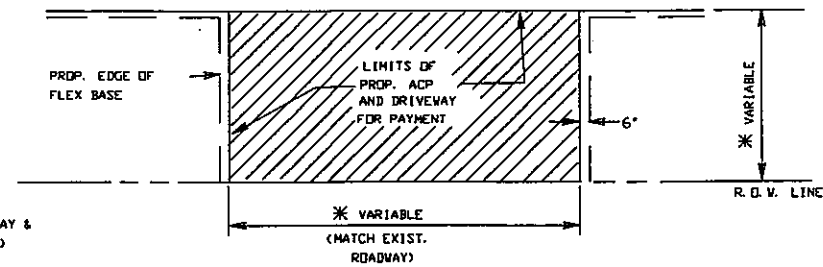 PROP. EDGE OF
FLEX BASE
LIMITS OF
PROP. ACP
AND DRIVEWAY
FOR PAYMENT
6"
* VARIABLE
R.O.W. LINE
* VARIABLE
(MATCH EXIST.
ROADWAY)
AY &
)